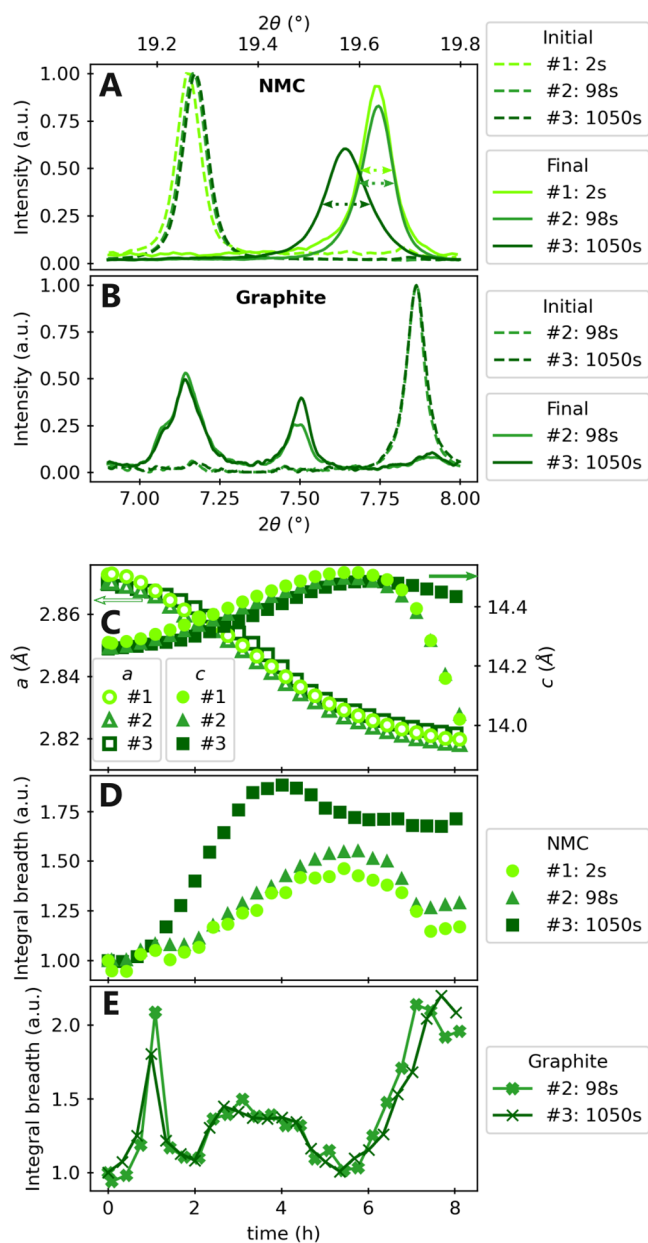 2θ (°)
19.2 19.4 19.6 19.8
A
NMC
Intensity (a.u.)
1.00
0.75
0.50
0.25
0.00
Initial
#1: 2s
#2: 98s
#3: 1050s
Final
#1: 2s
#2: 98s
#3: 1050s
B
Graphite
Intensity (a.u.)
1.00
0.75
0.50
0.25
0.00
7.00 7.25 7.50 7.75 8.00
2θ (°)
Initial
#2: 98s
#3: 1050s
Final
#2: 98s
#3: 1050s
C
a (Å)
2.86
2.84
2.82
a c
#1 #1
#2 #2
#3 #3
14.4
14.2
14.0
c (Å)
D
Integral breadth (a.u.)
1.75
1.50
1.25
1.00
NMC
#1: 2s
#2: 98s
#3: 1050s
E
Integral breadth (a.u.)
2.0
1.5
1.0
0 2 4 6 8
time (h)
Graphite
#2: 98s
#3: 1050s